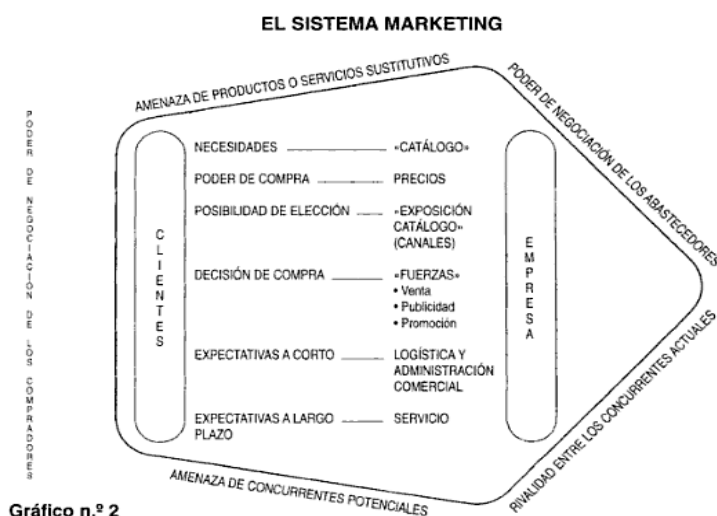 EL SISTEMA MARKETING
AMENAZA DE PRODUCTOS O SERVICIOS SUSTITUTIVOS
PODER DE NEGOCIACIÓN DE LOS ABASTECEDORES
PODER DE NEGOCIACIÓN DE LOS COMPRADORES
CLIENTES
NECESIDADES «CATÁLOGO»
PODER DE COMPRA PRECIOS
POSIBILIDAD DE ELECCIÓN «EXPOSICIÓN
CATÁLOGO»
(CANALES)
DECISIÓN DE COMPRA «FUERZAS»
• Venta
• Publicidad
• Promoción
EXPECTATIVAS A CORTO LOGÍSTICA Y
ADMINISTRACIÓN
COMERCIAL
EXPECTATIVAS A LARGO SERVICIO
PLAZO
EMPRESA
RIVALIDAD ENTRE LOS CONCURRENTES ACTUALES
AMENAZA DE CONCURRENTES POTENCIALES
Gráfico n.º 2